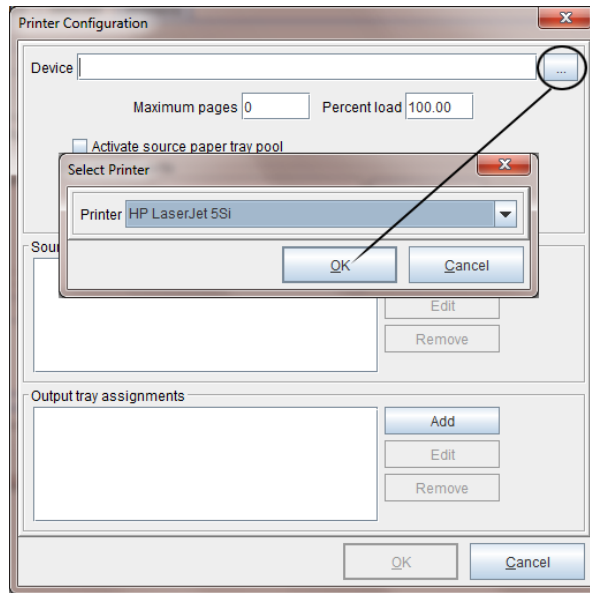 Printer Configuration
Device
...
Maximum pages 0 Percent load 100.00
Activate source paper tray pool
Select Printer
Printer HP LaserJet 5Si
OK Cancel
Sou
Edit
Remove
Output tray assignments
Add
Edit
Remove
OK Cancel